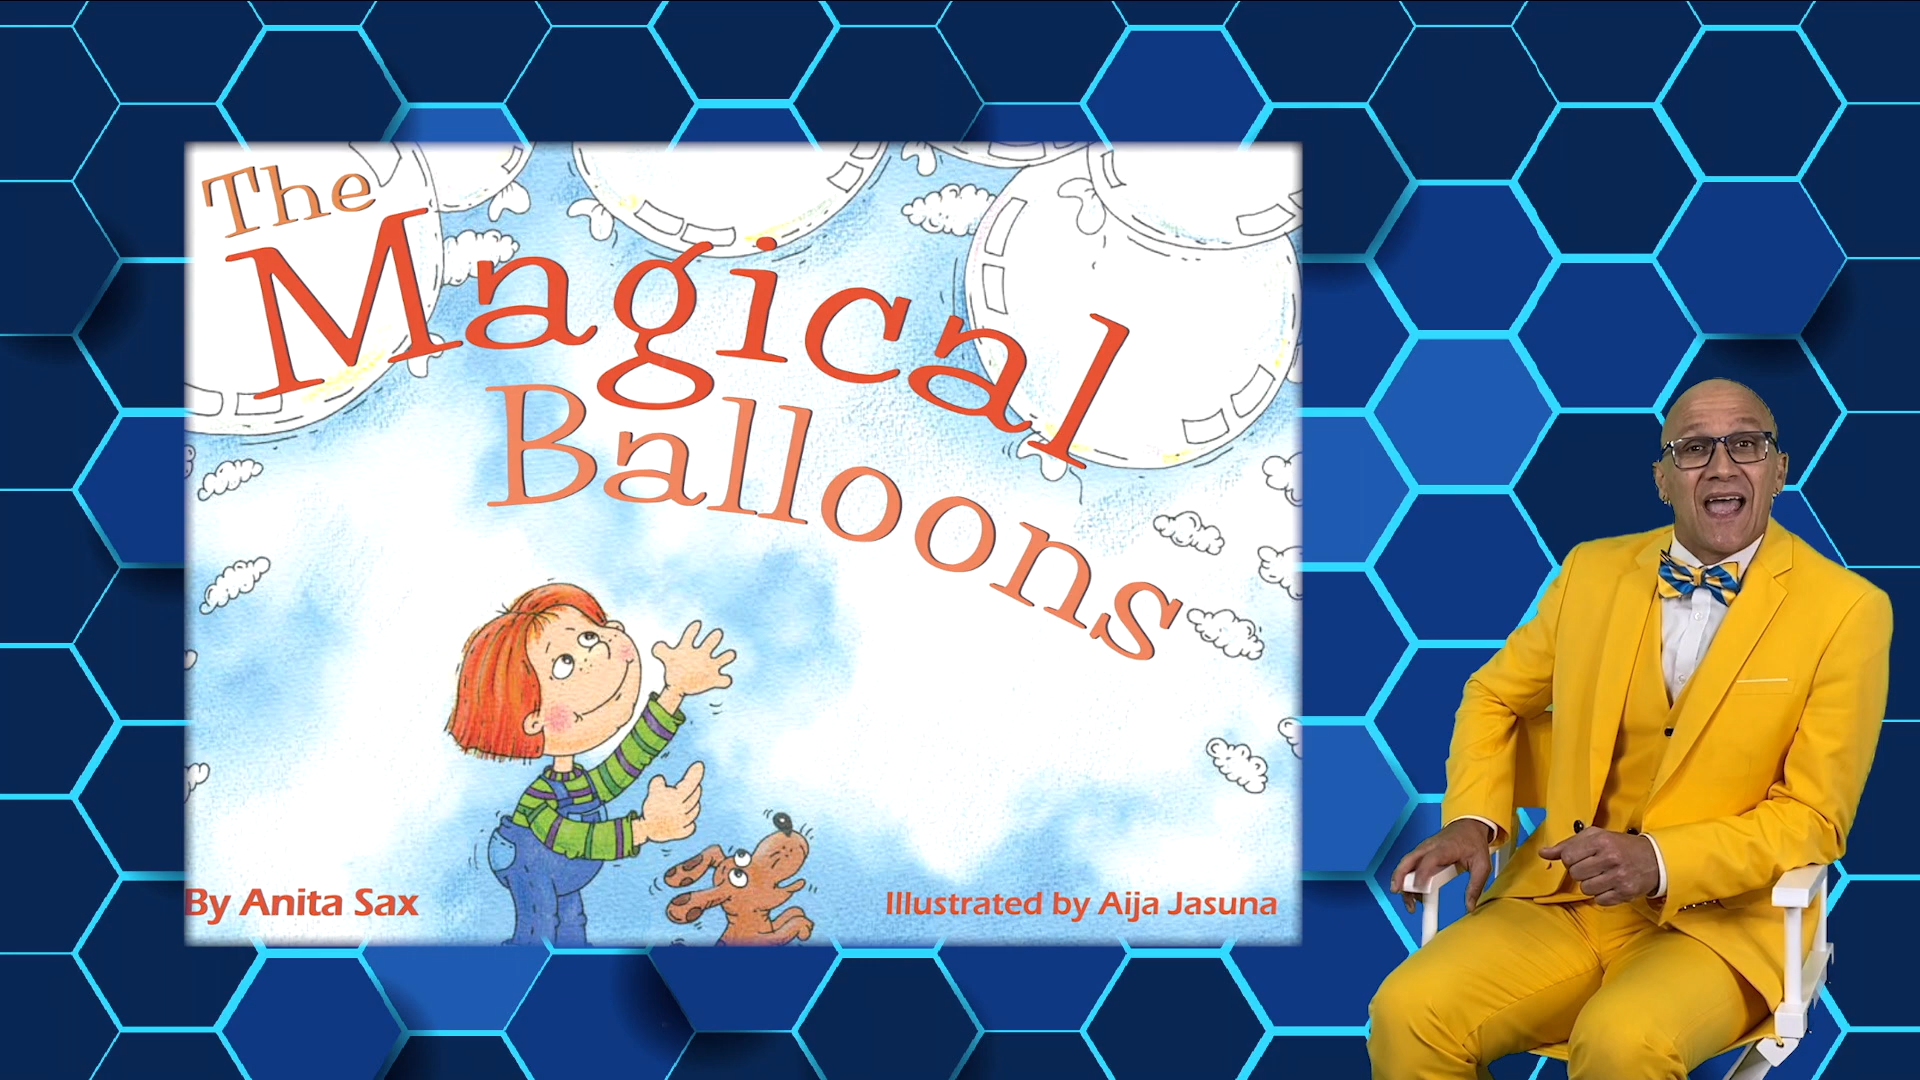 The
Magical
Balloons
By Anita Sax
Illustrated by Aija Jasuna